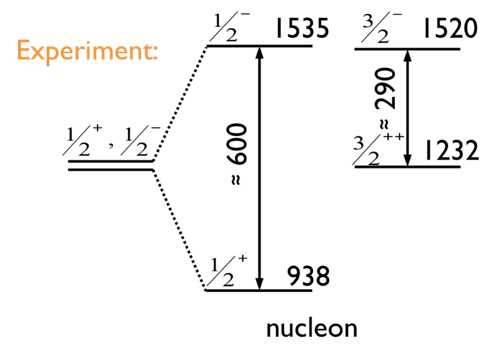 1/2⁻ 1535 3/2⁻ 1520
Experiment:
1/2⁺ , 1/2⁻
≈ 600
≈ 290
3/2⁺⁺ 1232
1/2⁺ 938
nucleon